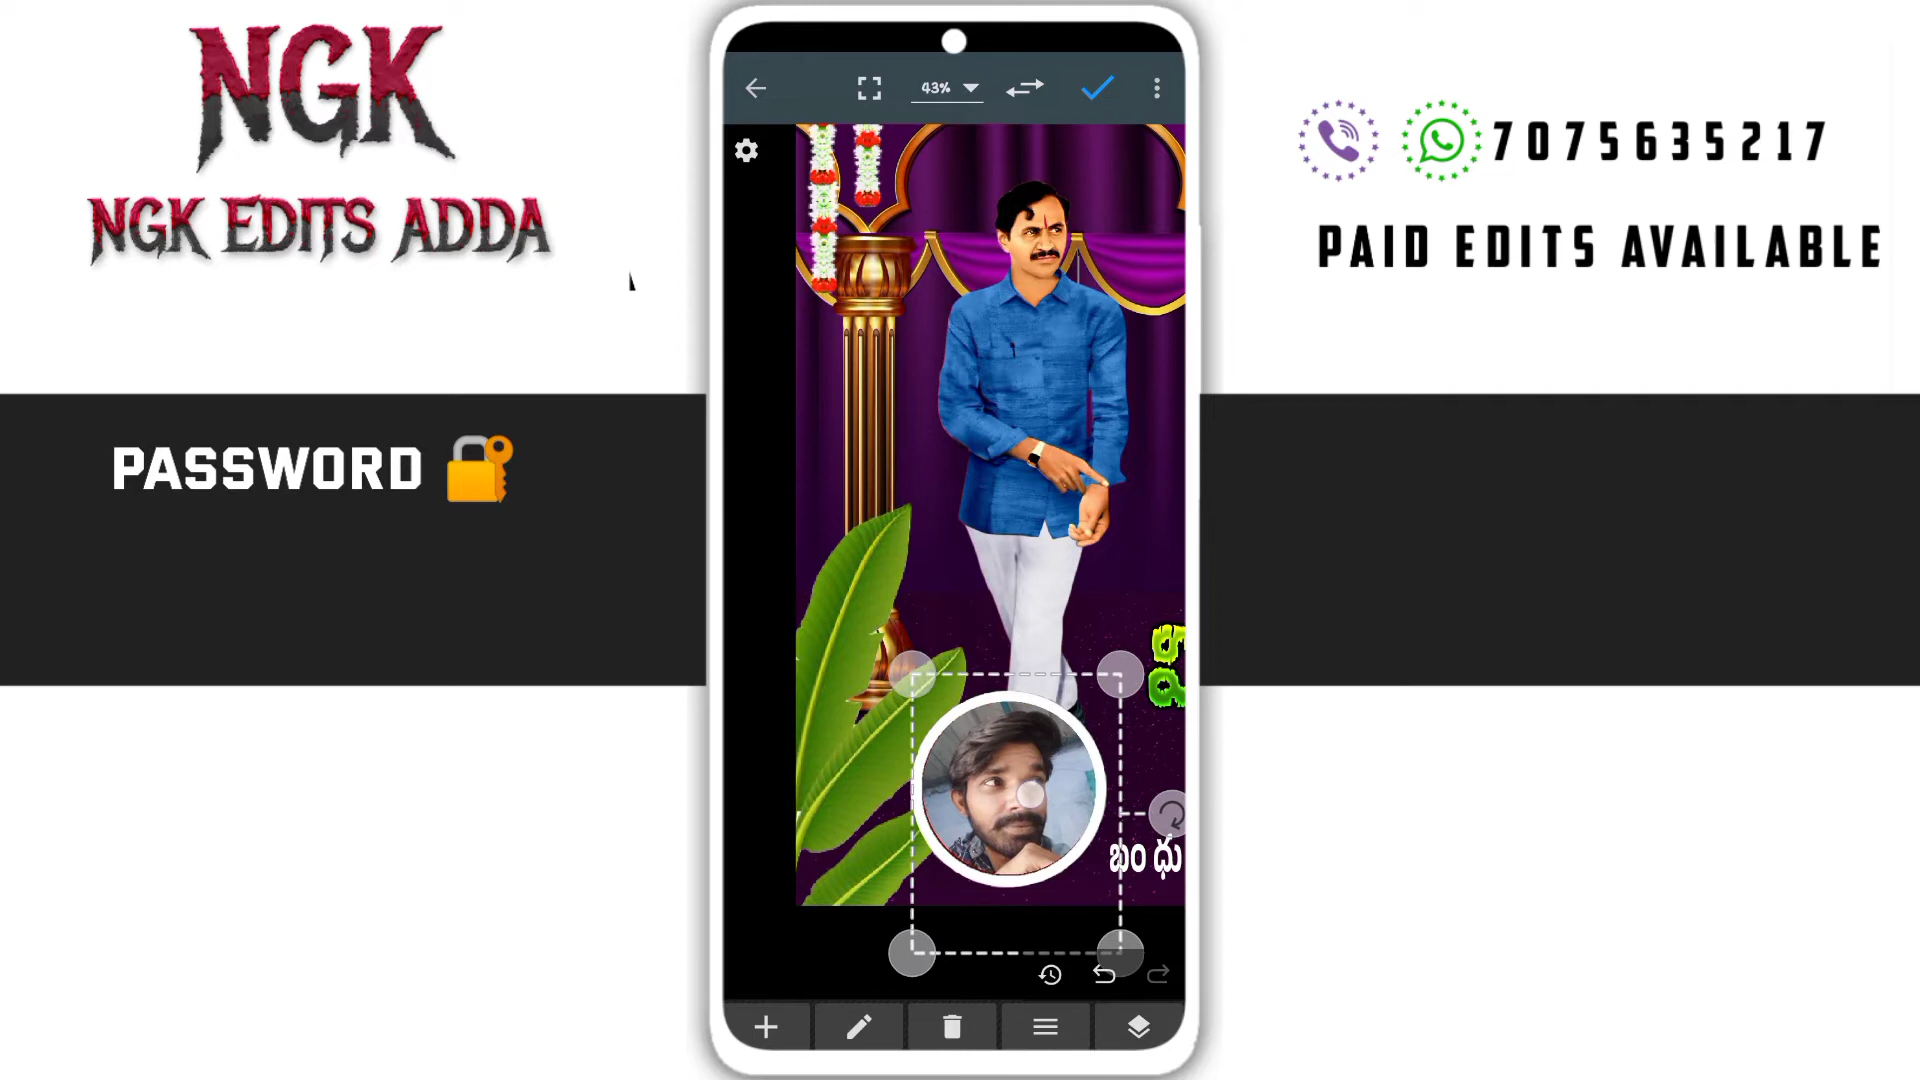 NGK
NGK EDITS ADDA
7075635217
PAID EDITS AVAILABLE
PASSWORD
43%
బంధు